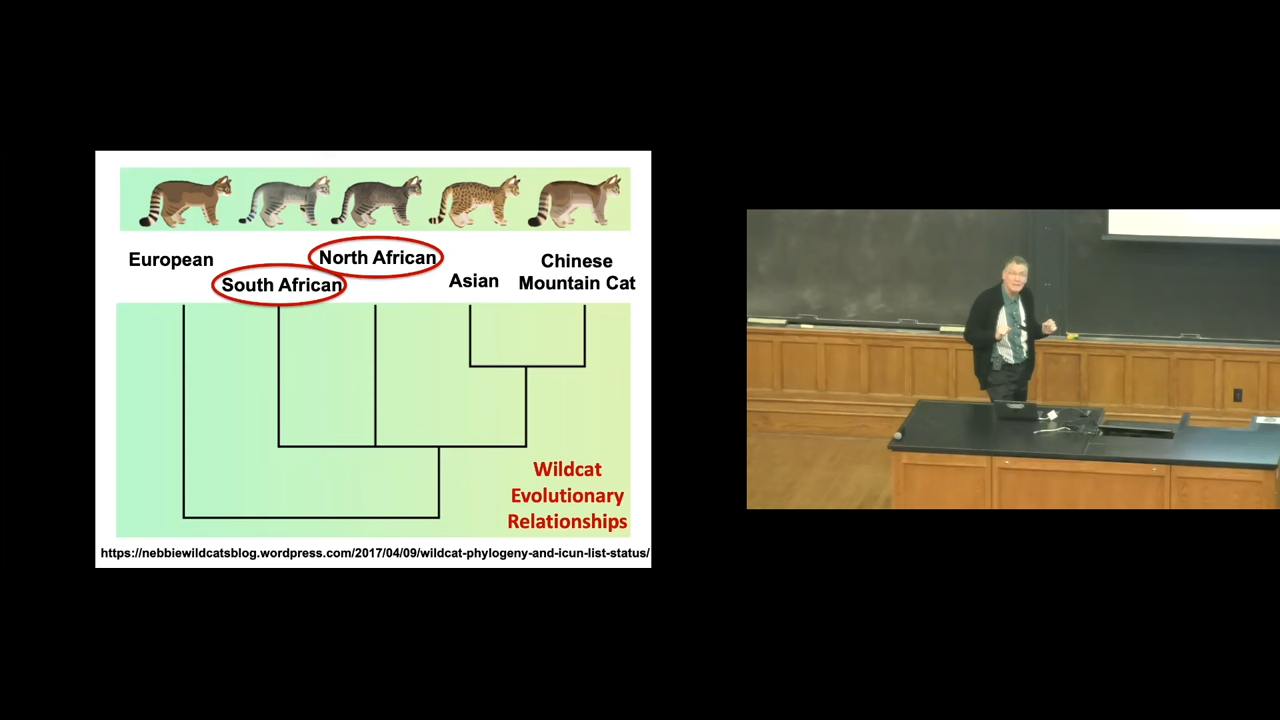 European
North African
South African
Asian
Chinese
Mountain Cat
Wildcat
Evolutionary
Relationships
https://nebbiewildcatsblog.wordpress.com/2017/04/09/wildcat-phylogeny-and-icun-list-status/